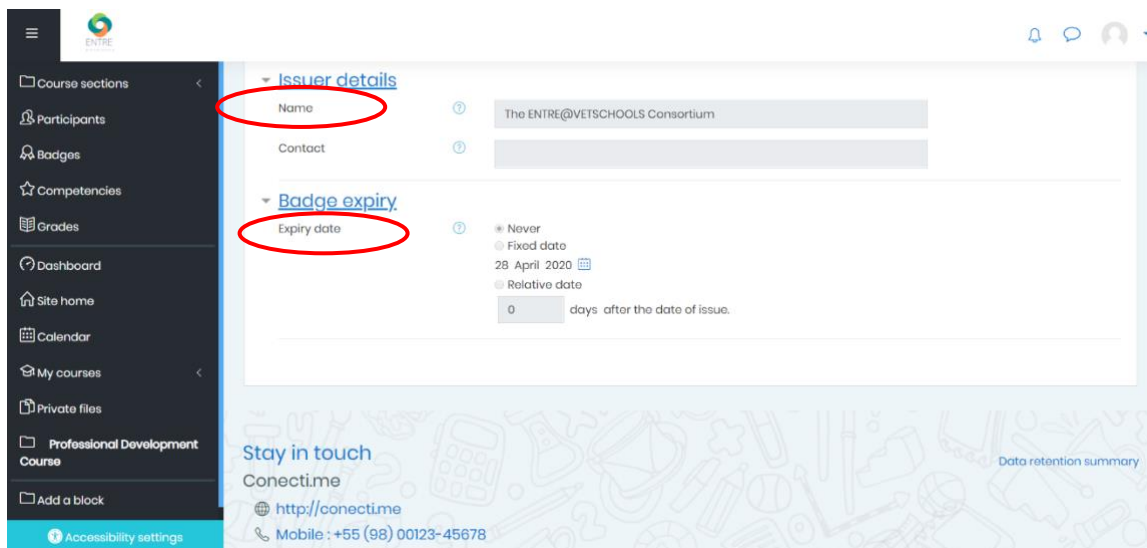 ENTRE
Course sections
Participants
Badges
Competencies
Grades
Dashboard
Site home
Calendar
My courses
Private files
Professional Development
Course
Add a block
Accessibility settings
Issuer details
Name
The ENTRE@VETSCHOOLS Consortium
Contact
Badge expiry
Expiry date
Never
Fixed date
28 April 2020
Relative date
0 days after the date of issue.
Stay in touch
Conecti.me
http://conecti.me
Mobile : +55 (98) 00123-45678
Data retention summary